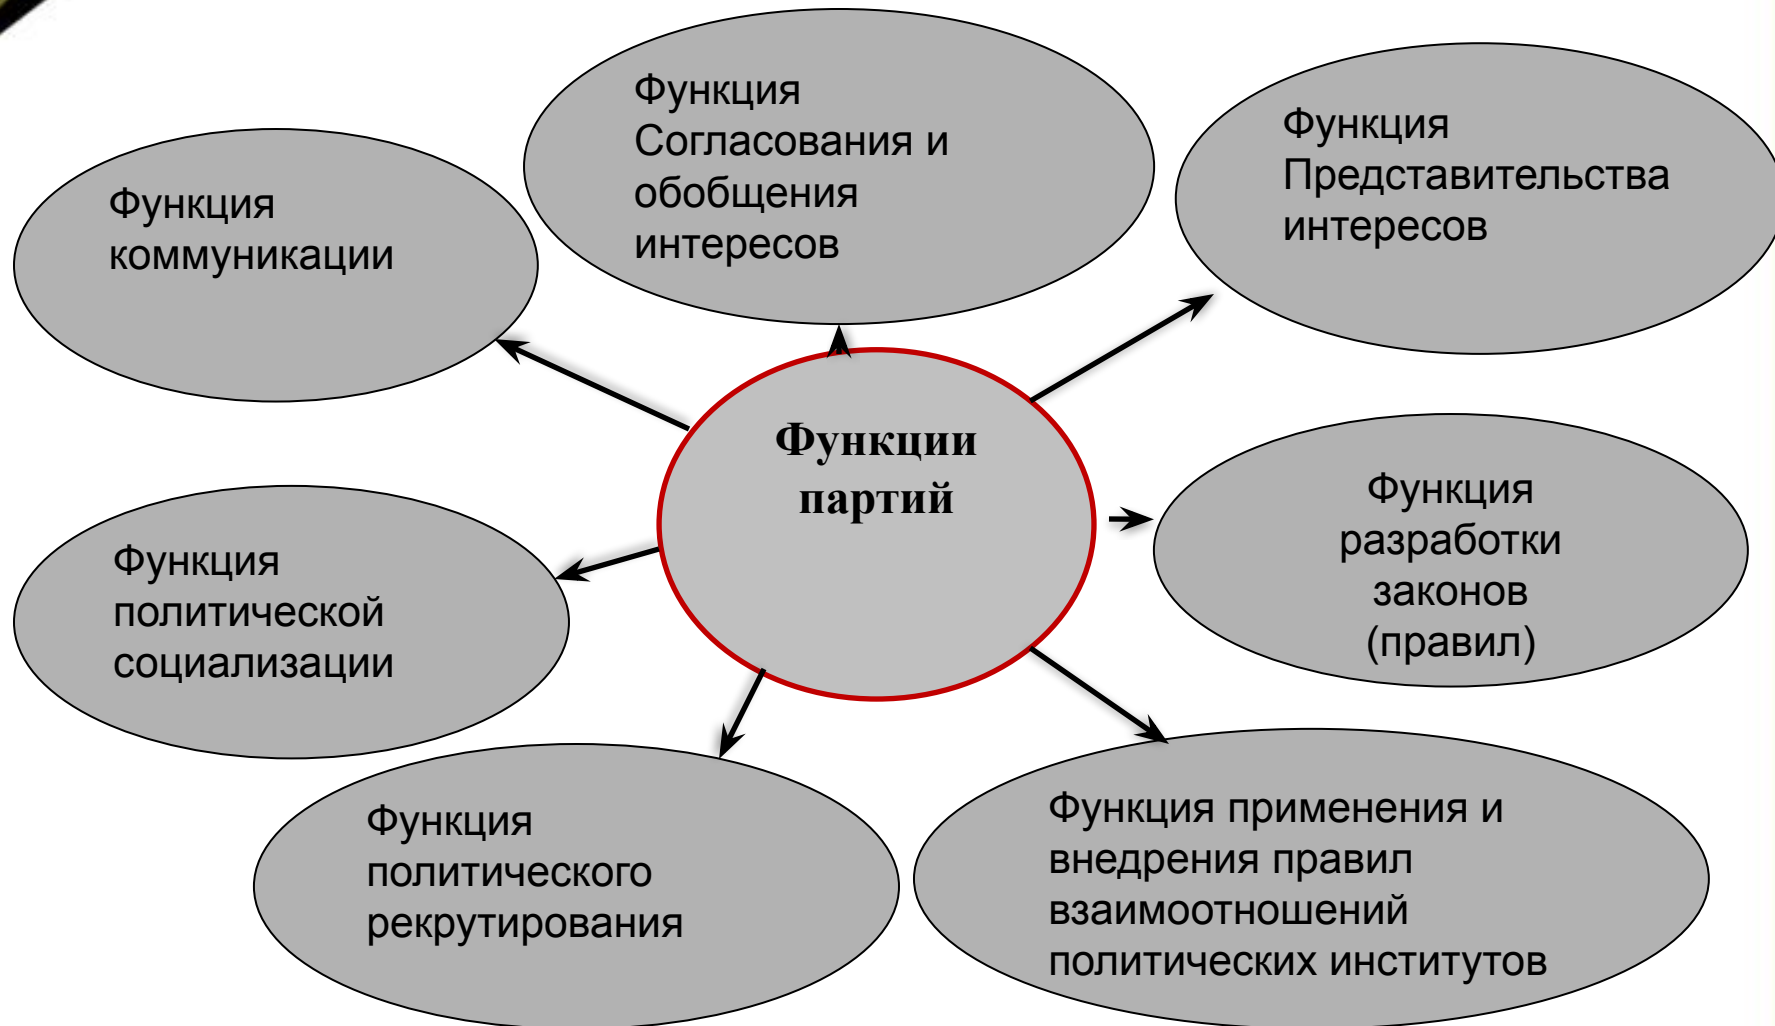 Функция
Согласования и
обобщения
интересов
Функция
Представительства
интересов
Функция
коммуникации
Функции
партий
Функция
разработки
законов
(правил)
Функция
политической
социализации
Функция
политического
рекрутирования
Функция применения и
внедрения правил
взаимоотношений
политических институтов